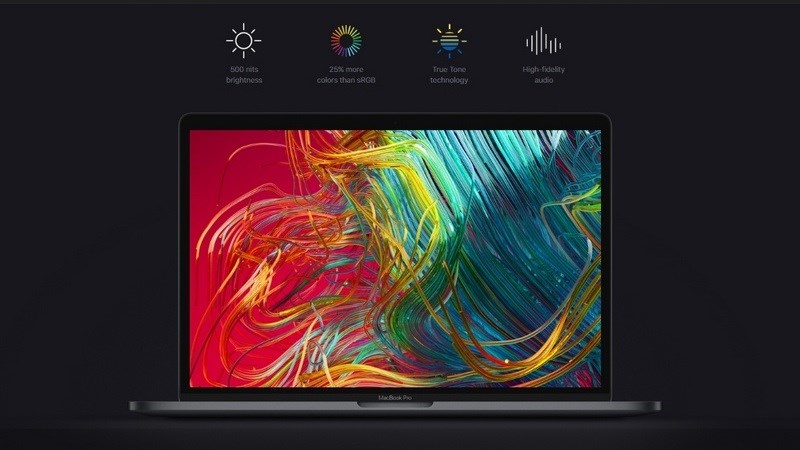 500 nits
brightness
25% more
colors than sRGB
True Tone
technology
High-fidelity
audio
MacBook Pro